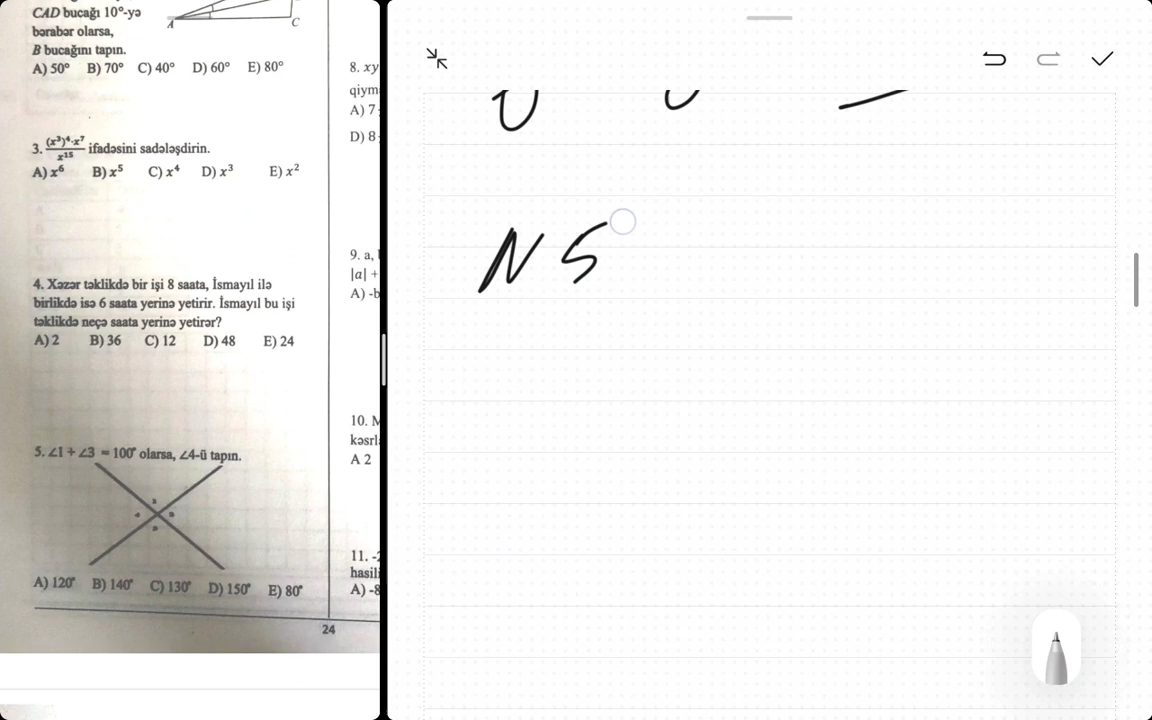 CAD bucağı 10°-yə
bərabər olarsa,
B bucağını tapın.
A) 50° B) 70° C) 40° D) 60° E) 80°
A
C
3. (x³)⁴·x⁷/x¹⁵ ifadəsini sadələşdirin.
A) x⁶ B) x⁵ C) x⁴ D) x³ E) x²
4. Xəzər təklikdə bir işi 8 saata, İsmayıl ilə
birlikdə isə 6 saata yerinə yetirir. İsmayıl bu işi
təklikdə neçə saata yerinə yetirər?
A) 2 B) 36 C) 12 D) 48 E) 24
5. ∠1 + ∠3 = 100° olarsa, ∠4-ü tapın.
A) 120° B) 140° C) 130° D) 150° E) 80°
24
8. xy
qiym
A) 7
D) 8
9. a,
|a| +
A) -b
10. M
kəsrl
A 2
11. -2
hasili
A) -8
N5